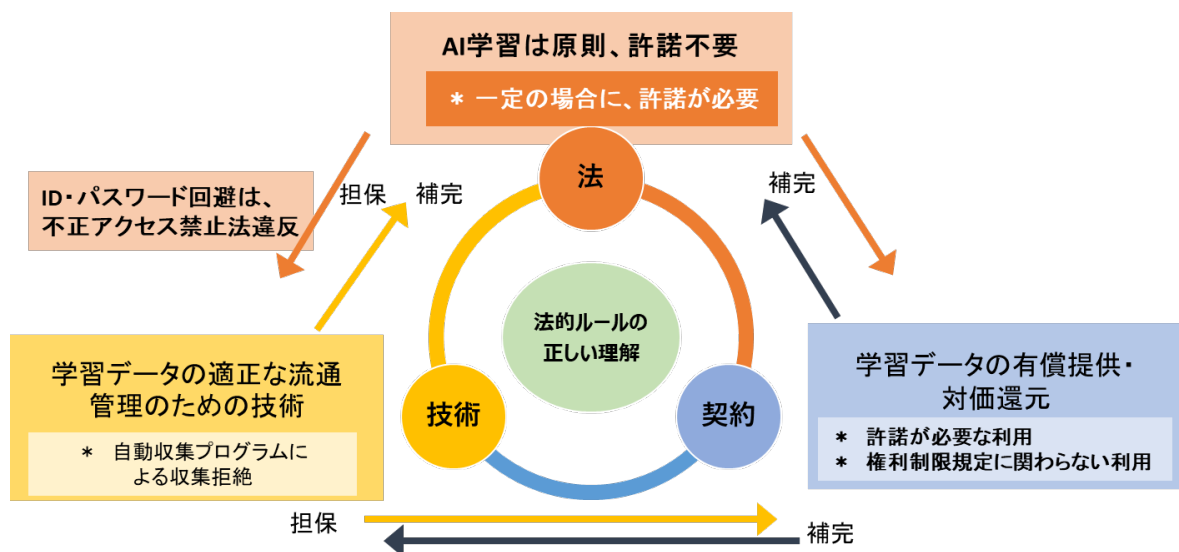 AI学習は原則、許諾不要
* 一定の場合に、許諾が必要
法
ID・パスワード回避は、
不正アクセス禁止法違反
担保
補完
補完
法的ルールの
正しい理解
学習データの適正な流通
管理のための技術
* 自動収集プログラムに
よる収集拒絶
技術
契約
学習データの有償提供・
対価還元
* 許諾が必要な利用
* 権利制限規定に関わらない利用
担保
補完